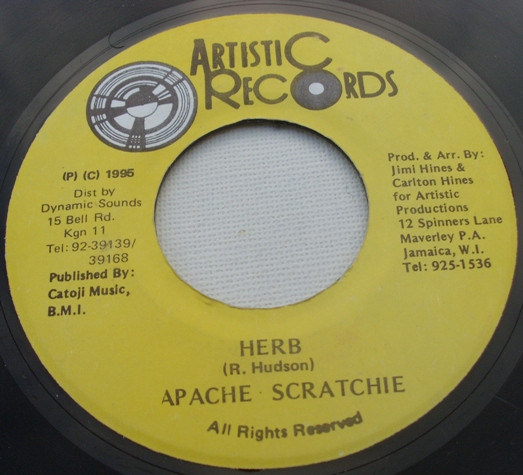 ARTISTIC
RECORDS
(P) (C) 1995
Dist by
Dynamic Sounds
15 Bell Rd.
Kgn 11
Tel: 92-39139/
39168
Published By:
Catoji Music,
B.M.I.
Prod. & Arr. By:
Jimi Hines &
Carlton Hines
for Artistic
Productions
12 Spinners Lane
Maverley P.A.
Jamaica, W.I.
Tel: 925-1536
HERB
(R. Hudson)
APACHE SCRATCHIE
All Rights Reserved